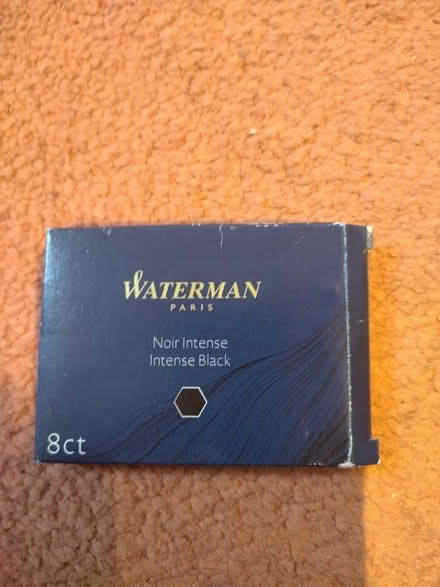 WATERMAN
PARIS
Noir Intense
Intense Black
8ct